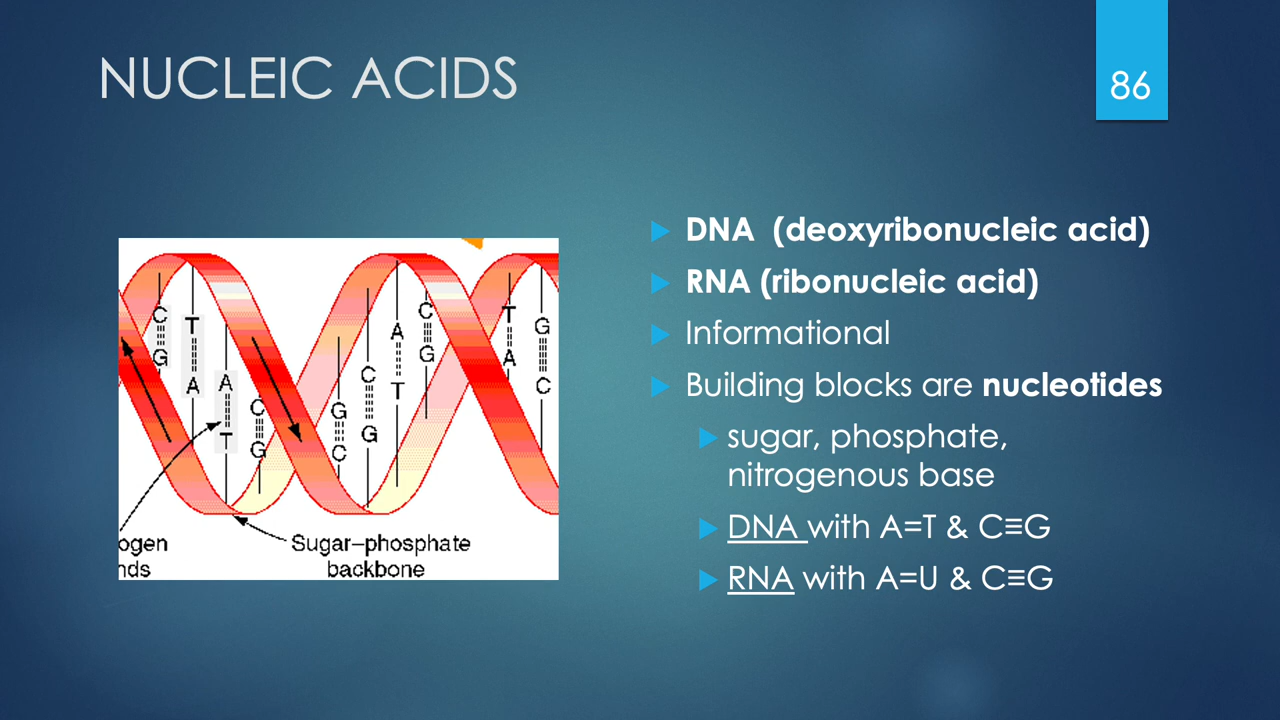 NUCLEIC ACIDS
86
C
G
T
A
A
T
C
G
G
C
C
G
A
T
C
G
T
A
G
C
ogen
nds
Sugar–phosphate
backbone
DNA (deoxyribonucleic acid)
RNA (ribonucleic acid)
Informational
Building blocks are nucleotides
sugar, phosphate,
nitrogenous base
DNA with A=T & C≡G
RNA with A=U & C≡G